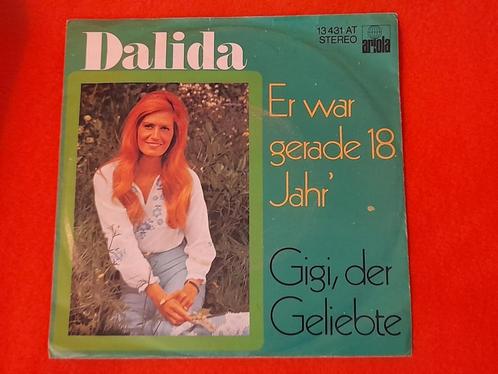 Dalida
13 431 AT
STEREO
ariola
Er war
gerade 18
Jahr'
Gigi, der
Geliebte